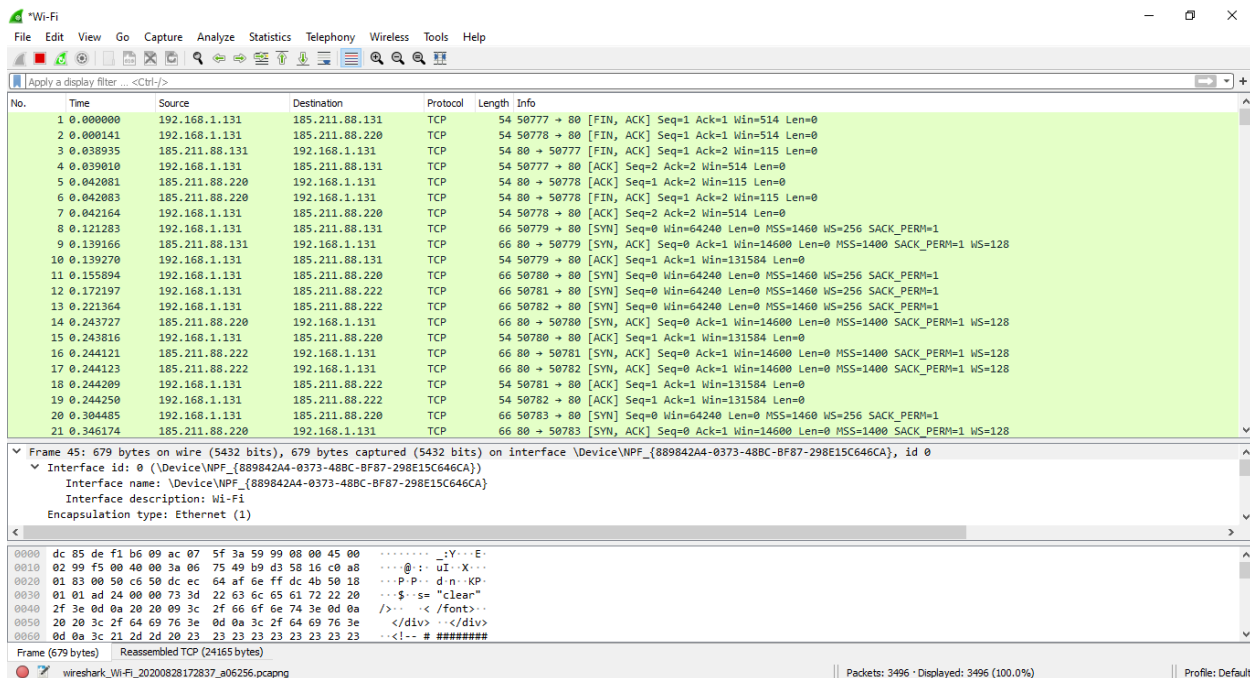 *Wi-Fi
File Edit View Go Capture Analyze Statistics Telephony Wireless Tools Help
Apply a display filter ... <Ctrl-/>
No. Time Source Destination Protocol Length Info
1 0.000000 192.168.1.131 185.211.88.131 TCP 54 50777 → 80 [FIN, ACK] Seq=1 Ack=1 Win=514 Len=0
2 0.000141 192.168.1.131 185.211.88.220 TCP 54 50778 → 80 [FIN, ACK] Seq=1 Ack=1 Win=514 Len=0
3 0.038935 185.211.88.131 192.168.1.131 TCP 54 80 → 50777 [FIN, ACK] Seq=1 Ack=2 Win=115 Len=0
4 0.039010 192.168.1.131 185.211.88.131 TCP 54 50777 → 80 [ACK] Seq=2 Ack=2 Win=514 Len=0
5 0.042081 185.211.88.220 192.168.1.131 TCP 54 80 → 50778 [ACK] Seq=1 Ack=2 Win=115 Len=0
6 0.042083 185.211.88.220 192.168.1.131 TCP 54 80 → 50778 [FIN, ACK] Seq=1 Ack=2 Win=115 Len=0
7 0.042164 192.168.1.131 185.211.88.220 TCP 54 50778 → 80 [ACK] Seq=2 Ack=2 Win=514 Len=0
8 0.121283 192.168.1.131 185.211.88.131 TCP 66 50779 → 80 [SYN] Seq=0 Win=64240 Len=0 MSS=1460 WS=256 SACK_PERM=1
9 0.139166 185.211.88.131 192.168.1.131 TCP 66 80 → 50779 [SYN, ACK] Seq=0 Ack=1 Win=14600 Len=0 MSS=1400 SACK_PERM=1 WS=128
10 0.139270 192.168.1.131 185.211.88.131 TCP 54 50779 → 80 [ACK] Seq=1 Ack=1 Win=131584 Len=0
11 0.155894 192.168.1.131 185.211.88.220 TCP 66 50780 → 80 [SYN] Seq=0 Win=64240 Len=0 MSS=1460 WS=256 SACK_PERM=1
12 0.172197 192.168.1.131 185.211.88.222 TCP 66 50781 → 80 [SYN] Seq=0 Win=64240 Len=0 MSS=1460 WS=256 SACK_PERM=1
13 0.221364 192.168.1.131 185.211.88.222 TCP 66 50782 → 80 [SYN] Seq=0 Win=64240 Len=0 MSS=1460 WS=256 SACK_PERM=1
14 0.243727 185.211.88.220 192.168.1.131 TCP 66 80 → 50780 [SYN, ACK] Seq=0 Ack=1 Win=14600 Len=0 MSS=1400 SACK_PERM=1 WS=128
15 0.243816 192.168.1.131 185.211.88.220 TCP 54 50780 → 80 [ACK] Seq=1 Ack=1 Win=131584 Len=0
16 0.244121 185.211.88.222 192.168.1.131 TCP 66 80 → 50781 [SYN, ACK] Seq=0 Ack=1 Win=14600 Len=0 MSS=1400 SACK_PERM=1 WS=128
17 0.244123 185.211.88.222 192.168.1.131 TCP 66 80 → 50782 [SYN, ACK] Seq=0 Ack=1 Win=14600 Len=0 MSS=1400 SACK_PERM=1 WS=128
18 0.244209 192.168.1.131 185.211.88.222 TCP 54 50781 → 80 [ACK] Seq=1 Ack=1 Win=131584 Len=0
19 0.244250 192.168.1.131 185.211.88.222 TCP 54 50782 → 80 [ACK] Seq=1 Ack=1 Win=131584 Len=0
20 0.304485 192.168.1.131 185.211.88.220 TCP 66 50783 → 80 [SYN] Seq=0 Win=64240 Len=0 MSS=1460 WS=256 SACK_PERM=1
21 0.346174 185.211.88.220 192.168.1.131 TCP 66 80 → 50783 [SYN, ACK] Seq=0 Ack=1 Win=14600 Len=0 MSS=1400 SACK_PERM=1 WS=128
Frame 45: 679 bytes on wire (5432 bits), 679 bytes captured (5432 bits) on interface \Device\NPF_{889842A4-0373-48BC-BF87-298E15C646CA}, id 0
Interface id: 0 (\Device\NPF_{889842A4-0373-48BC-BF87-298E15C646CA})
Interface name: \Device\NPF_{889842A4-0373-48BC-BF87-298E15C646CA}
Interface description: Wi-Fi
Encapsulation type: Ethernet (1)
0000 dc 85 de f1 b6 09 ac 07 5f 3a 59 99 08 00 45 00 ········ _:Y···E·
0010 02 99 f5 00 40 00 3a 06 75 49 b9 d3 58 16 c0 a8 ····@·:· uI··X···
0020 01 83 00 50 c6 50 dc ec 64 af 6e ff dc 4b 50 18 ···P·P·· d·n··KP·
0030 01 01 ad 24 00 00 73 3d 22 63 6c 65 61 72 22 20 ···$··s= "clear"
0040 2f 3e 0d 0a 20 20 09 3c 2f 66 6f 6e 74 3e 0d 0a />·· ·< /font>··
0050 20 20 3c 2f 64 69 76 3e 0d 0a 3c 2f 64 69 76 3e </div> ··</div>
0060 0d 0a 3c 21 2d 2d 20 23 23 23 23 23 23 23 23 23 ··<!-- # ########
Frame (679 bytes) Reassembled TCP (24165 bytes)
wireshark_Wi-Fi_20200828172837_a06256.pcapng Packets: 3496 · Displayed: 3496 (100.0%) Profile: Default